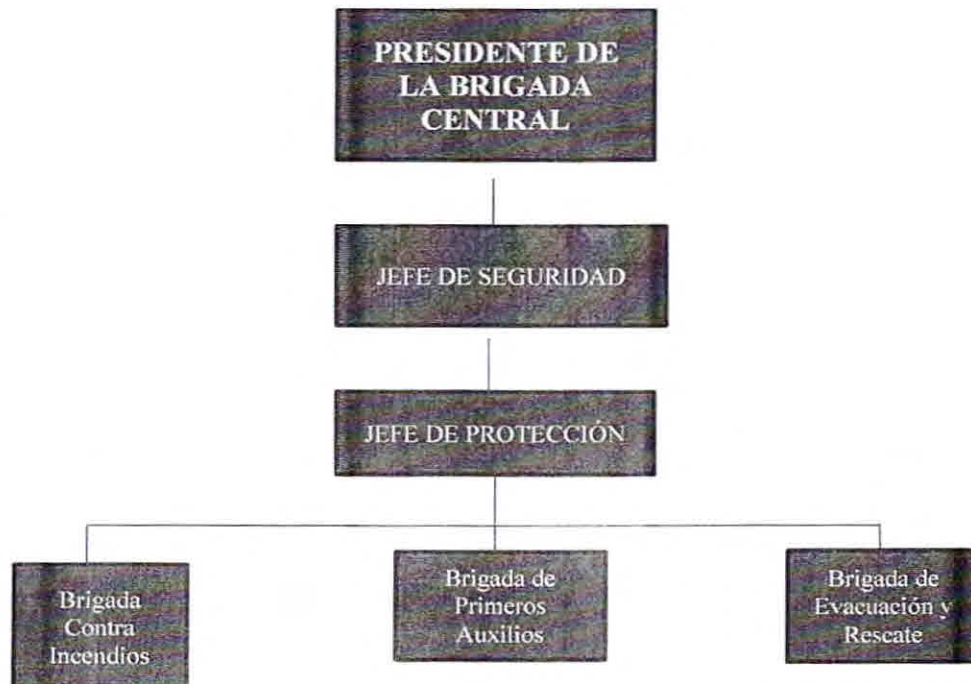 PRESIDENTE DE
LA BRIGADA
CENTRAL
JEFE DE SEGURIDAD
JEFE DE PROTECCIÓN
Brigada
Contra
Incendios
Brigada de
Primeros
Auxilios
Brigada de
Evacuación y
Rescate